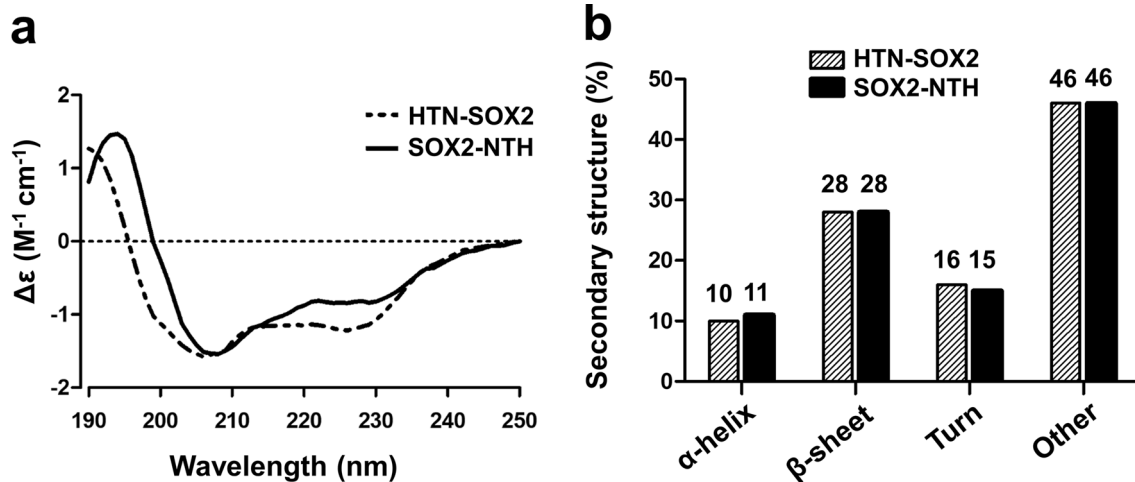 a
2
1
0
-1
-2
Δε (M⁻¹ cm⁻¹)
HTN-SOX2
SOX2-NTH
190 200 210 220 230 240 250
Wavelength (nm)
b
HTN-SOX2
SOX2-NTH
Secondary structure (%)
50
40
30
20
10
0
10 11
28 28
16 15
46 46
α-helix
β-sheet
Turn
Other